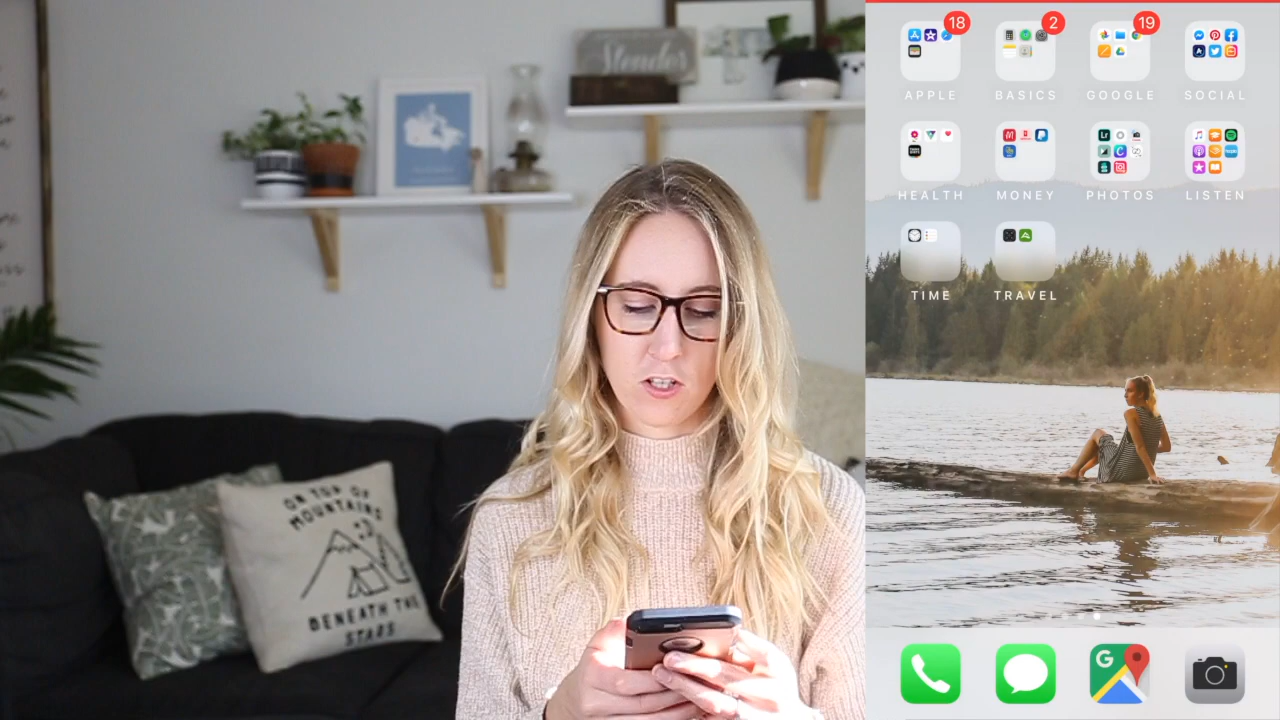 Stender
ON TOP OF
MOUNTAINS
BENEATH THE
STARS
18
2
19
APPLE
BASICS
GOOGLE
SOCIAL
HEALTH
MONEY
PHOTOS
LISTEN
TIME
TRAVEL
G